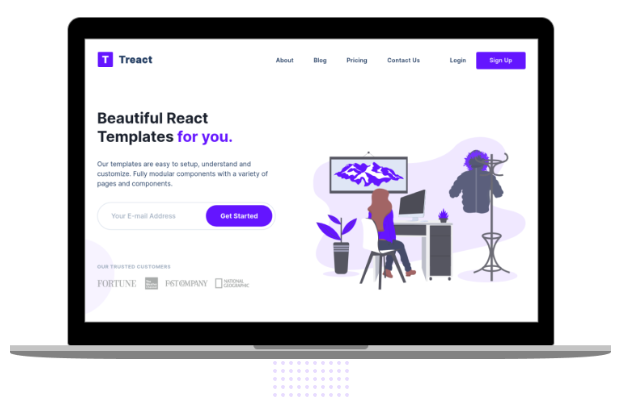 T Treact
About Blog Pricing Contact Us Login Sign Up
Beautiful React
Templates for you.
Our templates are easy to setup, understand and
customize. Fully modular components with a variety of
pages and components.
Your E-mail Address Get Started
OUR TRUSTED CUSTOMERS
FORTUNE FAST COMPANY NATIONAL
GEOGRAPHIC